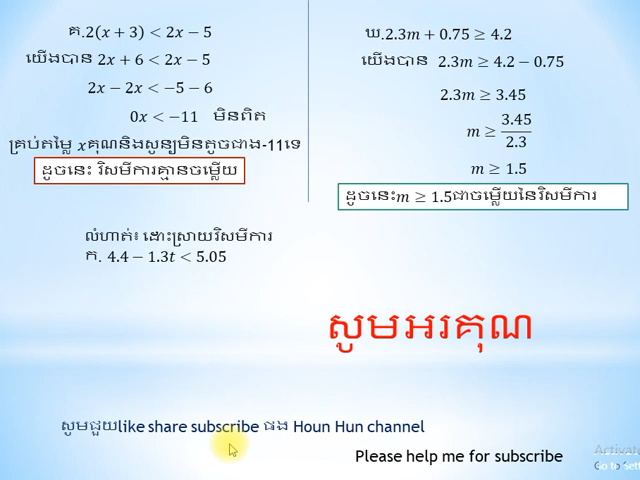 គ.2(x + 3) < 2x − 5
យើងបាន 2x + 6 < 2x − 5
2x − 2x < −5 − 6
0x < −11 មិនពិត
គ្រប់តម្លៃ xគុណនិងសូន្យមិនតូចជាង-11ទេ
ដូចនេះ វិសមីការគ្មានចម្លើយ
ឃ.2.3m + 0.75 ≥ 4.2
យើងបាន 2.3m ≥ 4.2 − 0.75
2.3m ≥ 3.45
m ≥ 3.45/2.3
m ≥ 1.5
ដូចនេះm ≥ 1.5ជាចម្លើយនៃវិសមីការ
លំហាត់៖ ដោះស្រាយវិសមីការ
ក. 4.4 − 1.3t < 5.05
សូមអរគុណ
សូមជួយlike share subscribe ផង Houn Hun channel
Please help me for subscribe
Activate